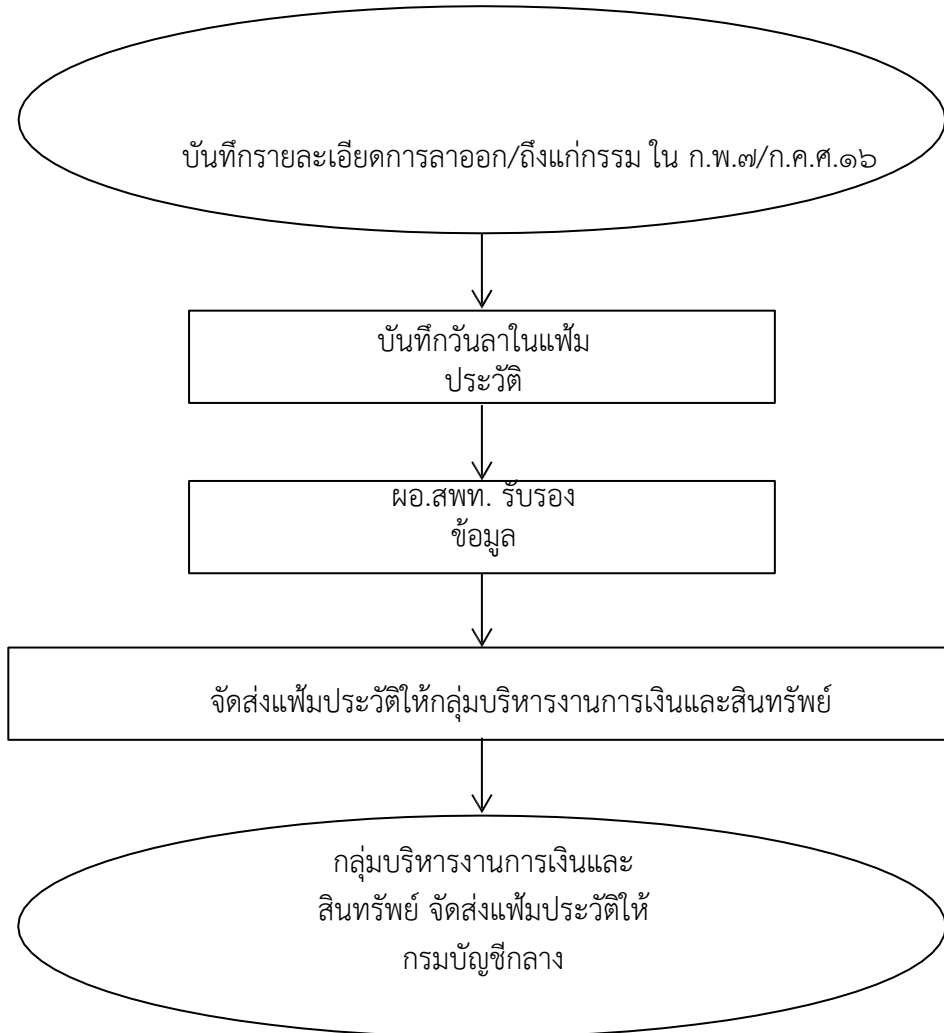 บันทึกรายละเอียดการลาออก/ถึงแก่กรรม ใน ก.พ.๗/ก.ค.ศ.๑๖
บันทึกวันลาในแฟ้ม
ประวัติ
ผอ.สพท. รับรอง
ข้อมูล
จัดส่งแฟ้มประวัติให้กลุ่มบริหารงานการเงินและสินทรัพย์
กลุ่มบริหารงานการเงินและ
สินทรัพย์ จัดส่งแฟ้มประวัติให้
กรมบัญชีกลาง